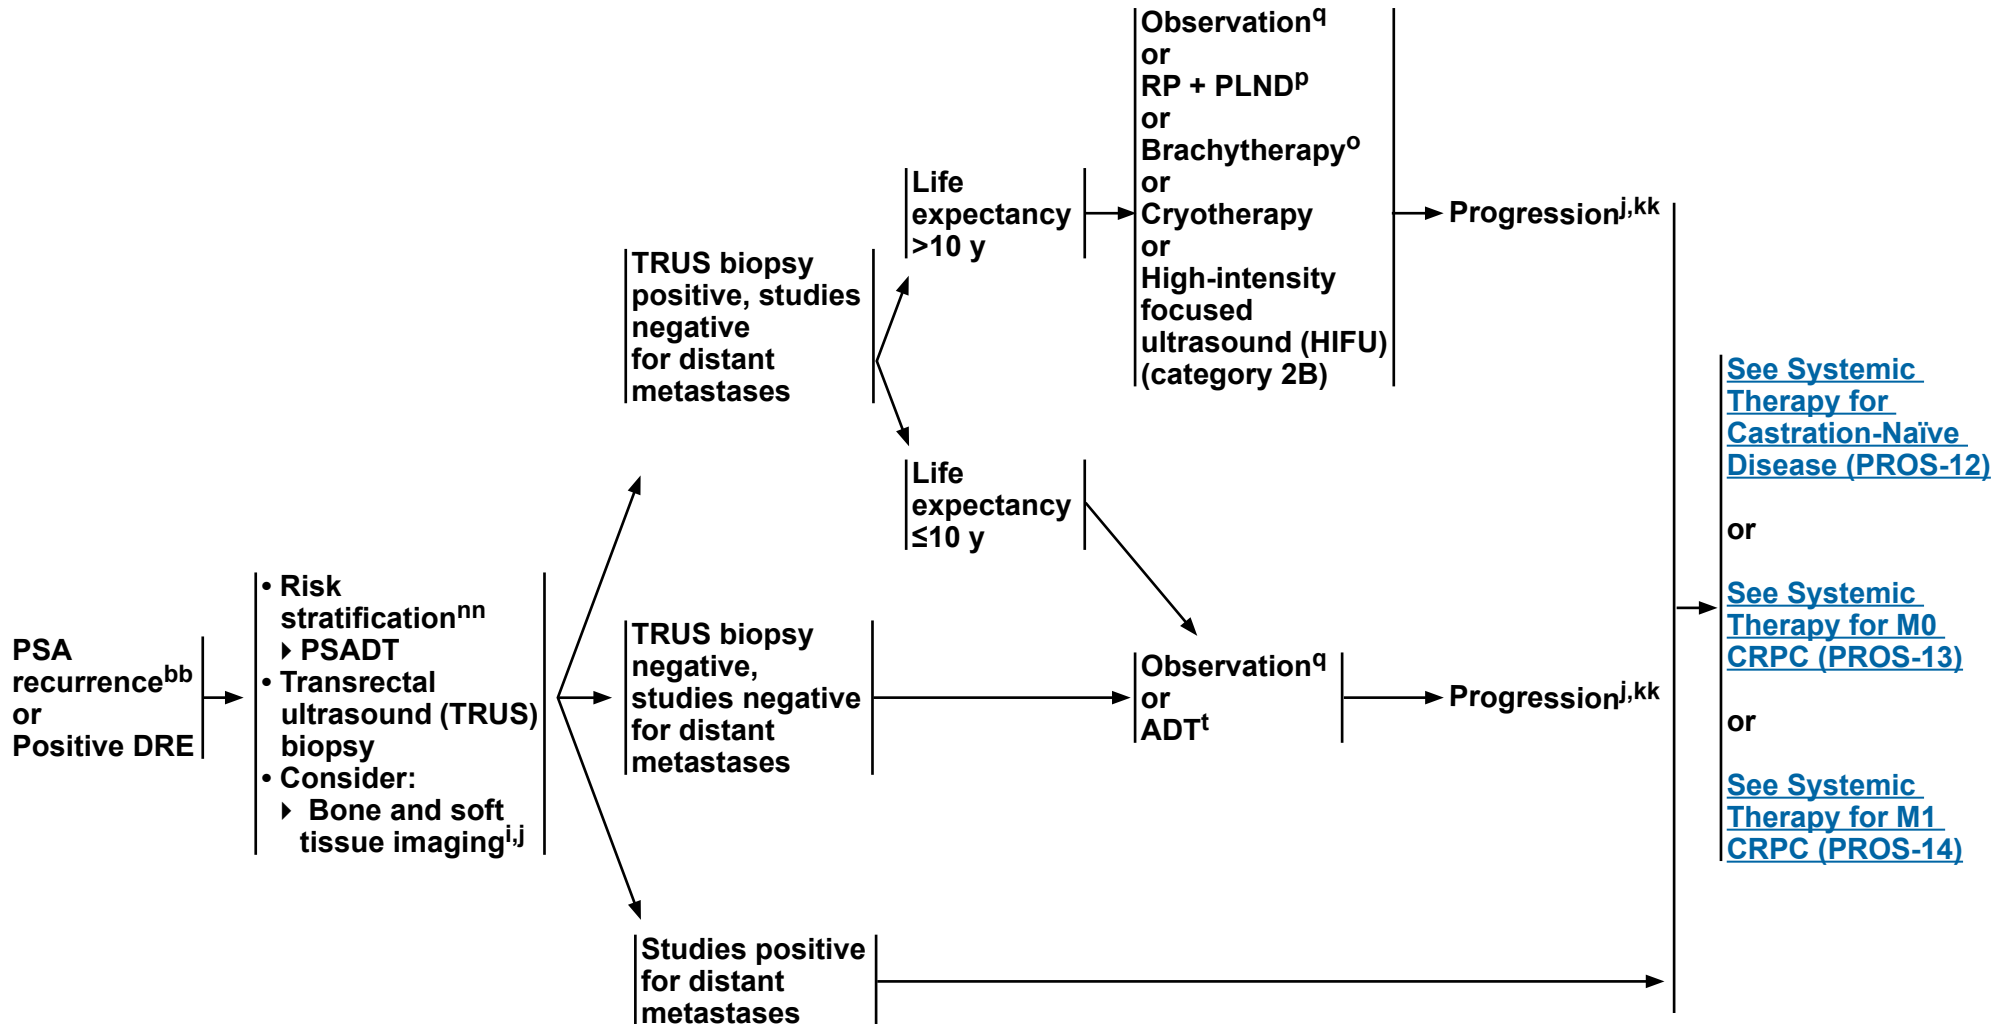 PSA
recurrencebb
or
Positive DRE
• Risk
stratificationnn
PSADT
• Transrectal
ultrasound (TRUS)
biopsy
• Consider:
Bone and soft
tissue imagingi,j
TRUS biopsy
positive, studies
negative
for distant
metastases
Life
expectancy
>10 y
Observationq
or
RP + PLNDp
or
Brachytherapyo
or
Cryotherapy
or
High-intensity
focused
ultrasound (HIFU)
(category 2B)
Progressionj,kk
Life
expectancy
≤10 y
TRUS biopsy
negative,
studies negative
for distant
metastases
Observationq
or
ADTt
Progressionj,kk
Studies positive
for distant
metastases
See Systemic
Therapy for
Castration-Naïve
Disease (PROS-12)
or
See Systemic
Therapy for M0
CRPC (PROS-13)
or
See Systemic
Therapy for M1
CRPC (PROS-14)